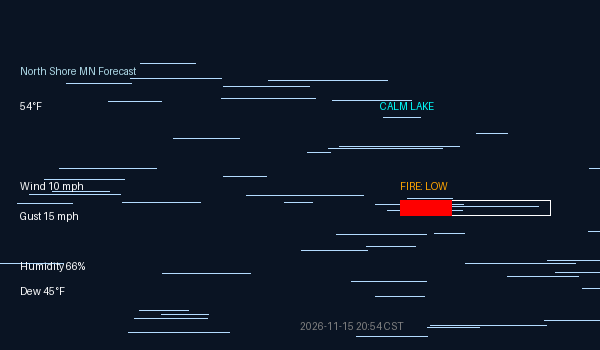 North Shore MN Forecast
54°F
CALM LAKE
Wind 10 mph
FIRE: LOW
Gust 15 mph
Humidity 66%
Dew 45°F
2026-11-15 20:54 CST